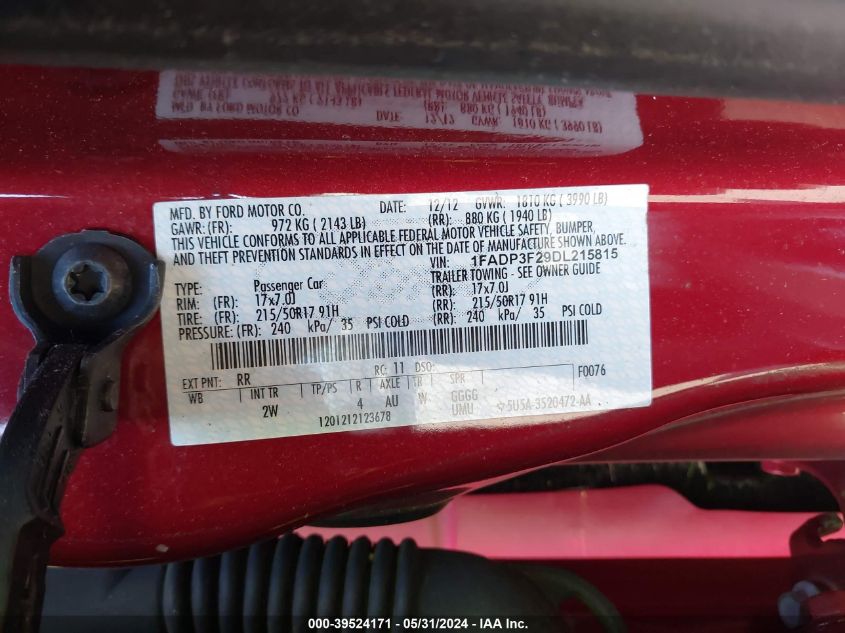 MFD. BY FORD MOTOR CO. DATE: 12/12 GVWR: 1810 KG ( 3990 LB)
GAWR: (FR): 972 KG ( 2143 LB) (RR): 880 KG ( 1940 LB)
THIS VEHICLE CONFORMS TO ALL APPLICABLE FEDERAL MOTOR VEHICLE SAFETY, BUMPER,
AND THEFT PREVENTION STANDARDS IN EFFECT ON THE DATE OF MANUFACTURE SHOWN ABOVE.
VIN: 1FADP3F29DL215815
TYPE: Passenger Car TRAILER TOWING - SEE OWNER GUIDE
RIM: (FR): 17x7.0J (RR): 17x7.0J
TIRE: (FR): 215/50R17 91H (RR): 215/50R17 91H
PRESSURE: (FR): 240 kPa/ 35 PSI COLD (RR): 240 kPa/ 35 PSI COLD
EXT PNT: RR RC: 11 DSO: F0076
WB INT TR TP/PS R AXLE TR SPR
2W 4 AU W GGGG
UMU
1201212123678 5U5A-3520472-AA
000-39524171 - 05/31/2024 - IAA Inc.